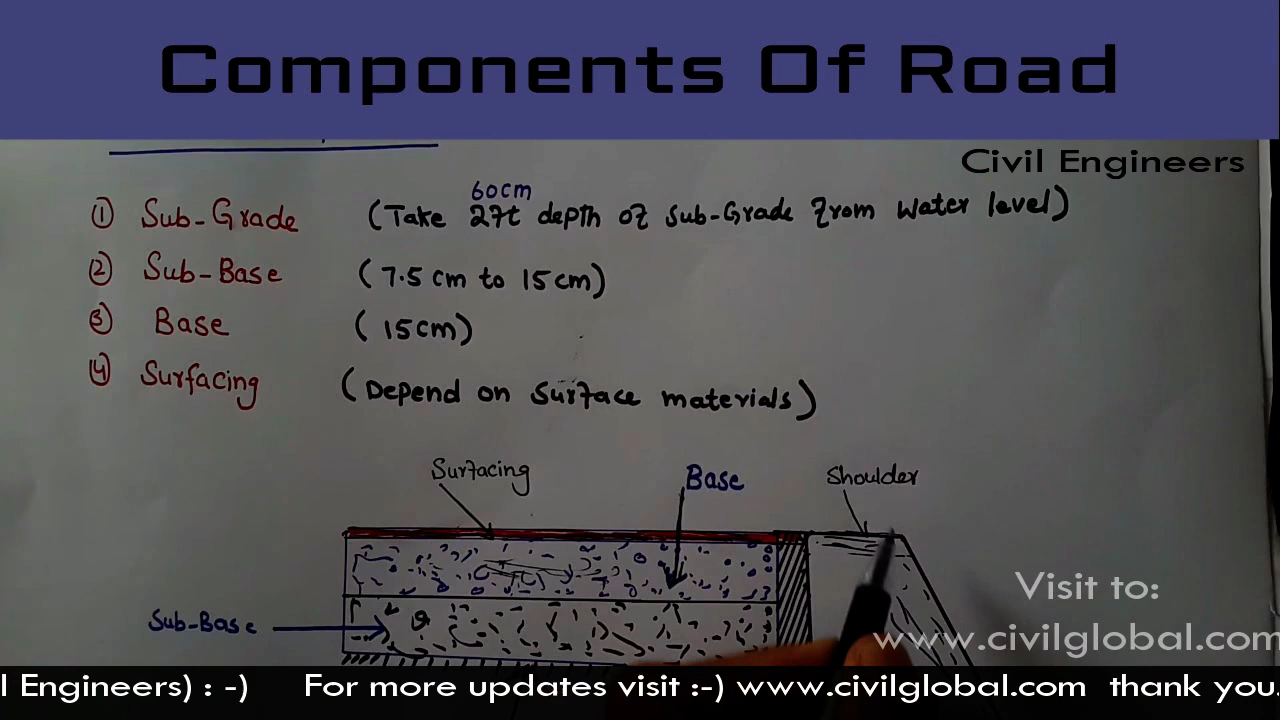 Components Of Road
Civil Engineers
60cm
① Sub-Grade (Take 2ft depth of sub-Grade from water level)
② Sub-Base (7.5 cm to 15 cm)
③ Base (15cm)
④ Surfacing (Depend on surface materials)
Surfacing
Base
Shoulder
Sub-Base
Visit to:
www.civilglobal.com
l Engineers) : -) For more updates visit :-) www.civilglobal.com thank you.